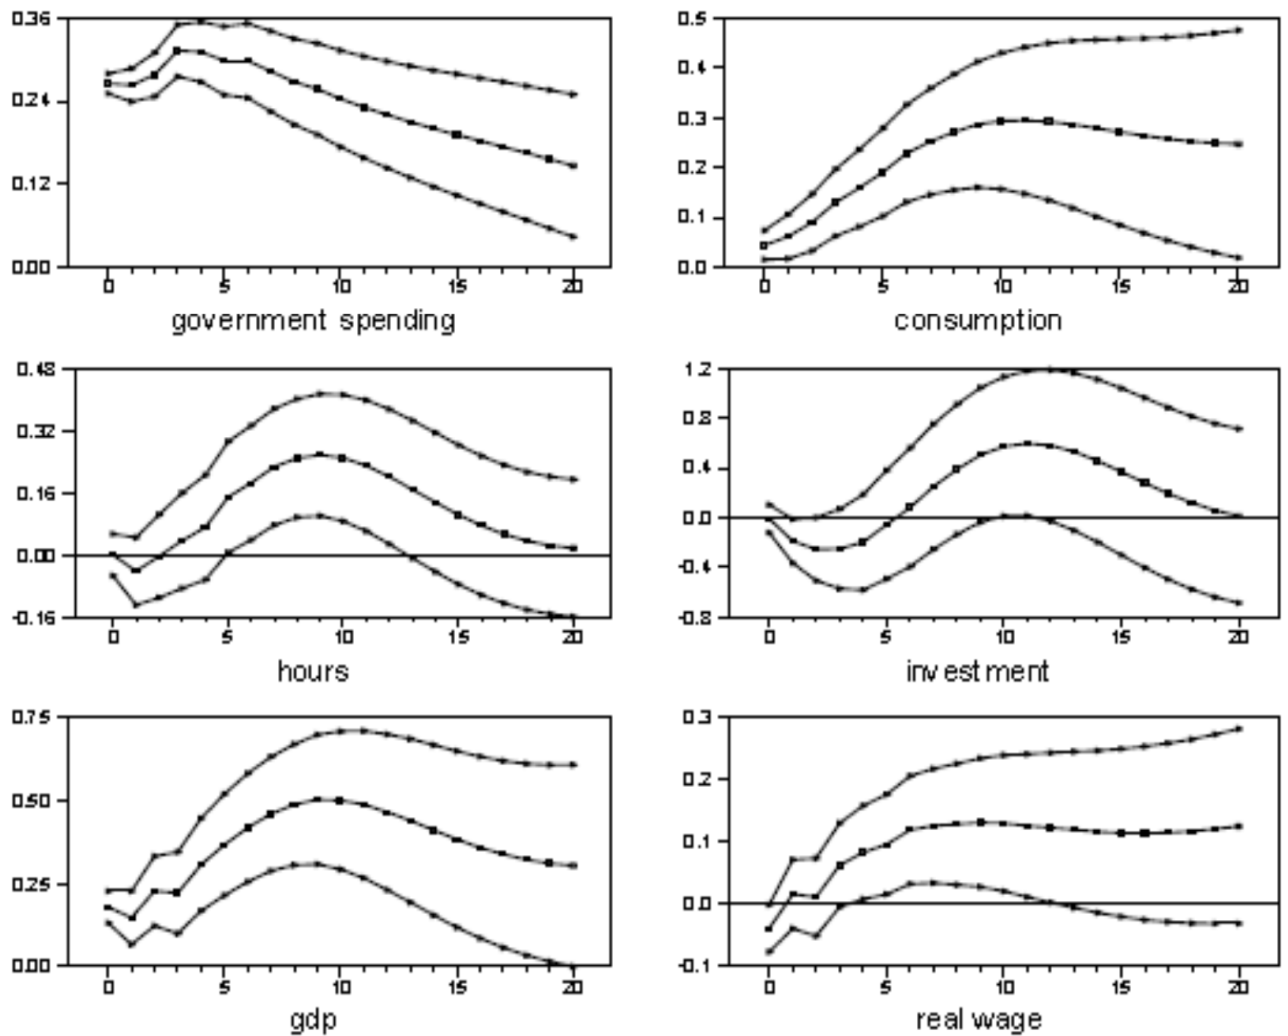 0.36 0.24 0.12 0.00
0 5 10 15 20
government spending
0.5 0.4 0.3 0.2 0.1 0.0
0 5 10 15 20
consumption
0.48 0.32 0.16 0.00 -0.16
0 5 10 15 20
hours
1.2 0.8 0.4 0.0 -0.4 -0.8
0 5 10 15 20
investment
0.75 0.50 0.25 0.00
0 5 10 15 20
gdp
0.3 0.2 0.1 0.0 -0.1
0 5 10 15 20
real wage